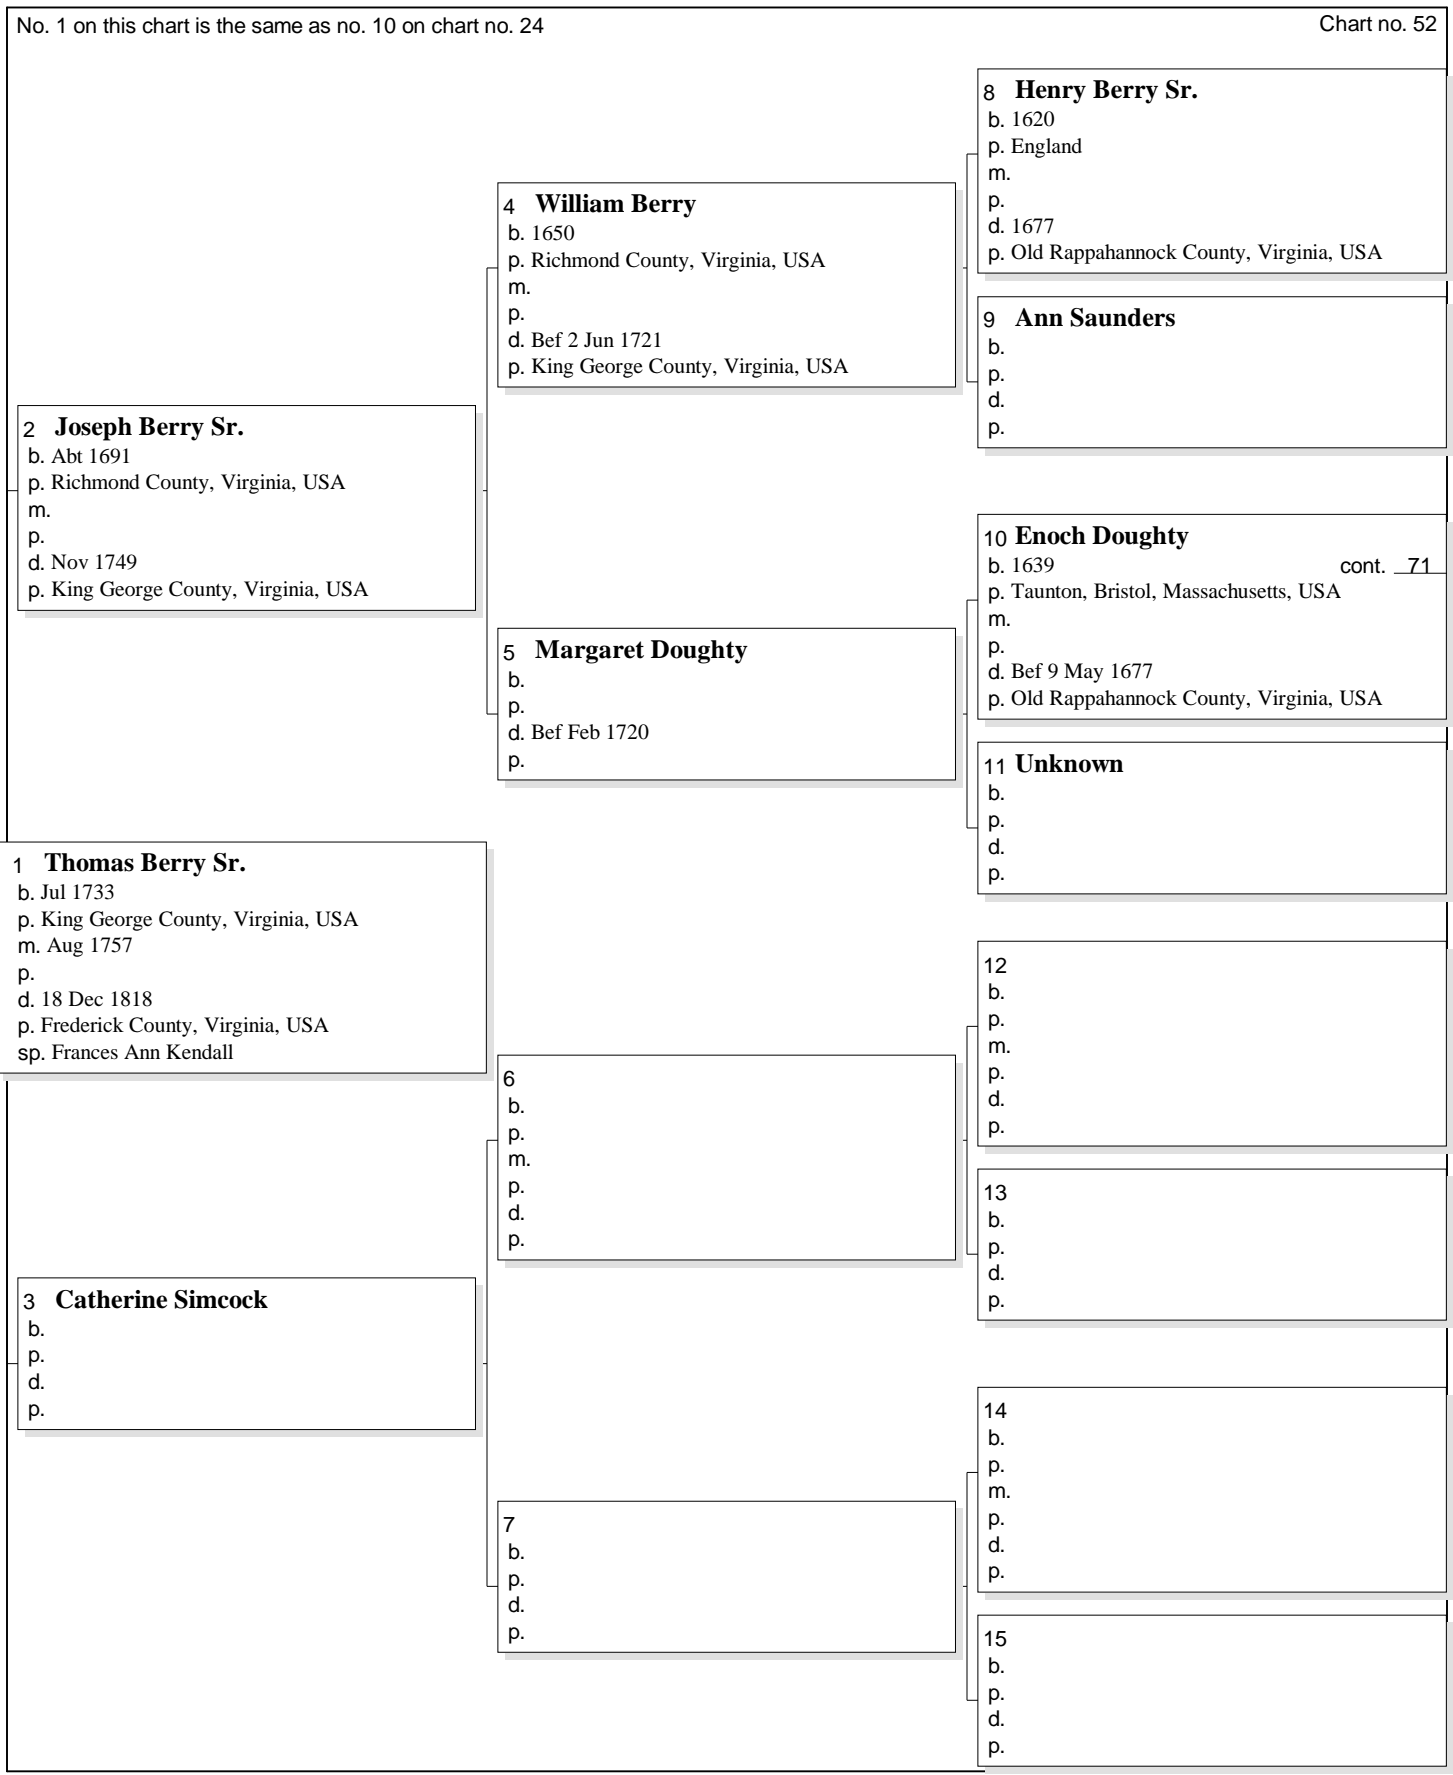 No. 1 on this chart is the same as no. 10 on chart no. 24
Chart no. 52
8 Henry Berry Sr.
b. 1620
p. England
m.
p.
d. 1677
p. Old Rappahannock County, Virginia, USA
4 William Berry
b. 1650
p. Richmond County, Virginia, USA
m.
p.
d. Bef 2 Jun 1721
p. King George County, Virginia, USA
9 Ann Saunders
b.
p.
d.
p.
2 Joseph Berry Sr.
b. Abt 1691
p. Richmond County, Virginia, USA
m.
p.
d. Nov 1749
p. King George County, Virginia, USA
10 Enoch Doughty
b. 1639 cont. 71
p. Taunton, Bristol, Massachusetts, USA
m.
p.
d. Bef 9 May 1677
p. Old Rappahannock County, Virginia, USA
5 Margaret Doughty
b.
p.
d. Bef Feb 1720
p.
11 Unknown
b.
p.
d.
p.
1 Thomas Berry Sr.
b. Jul 1733
p. King George County, Virginia, USA
m. Aug 1757
p.
d. 18 Dec 1818
p. Frederick County, Virginia, USA
sp. Frances Ann Kendall
12
b.
p.
m.
p.
d.
p.
6
b.
p.
m.
p.
d.
p.
13
b.
p.
d.
p.
3 Catherine Simcock
b.
p.
d.
p.
14
b.
p.
m.
p.
d.
p.
7
b.
p.
d.
p.
15
b.
p.
d.
p.